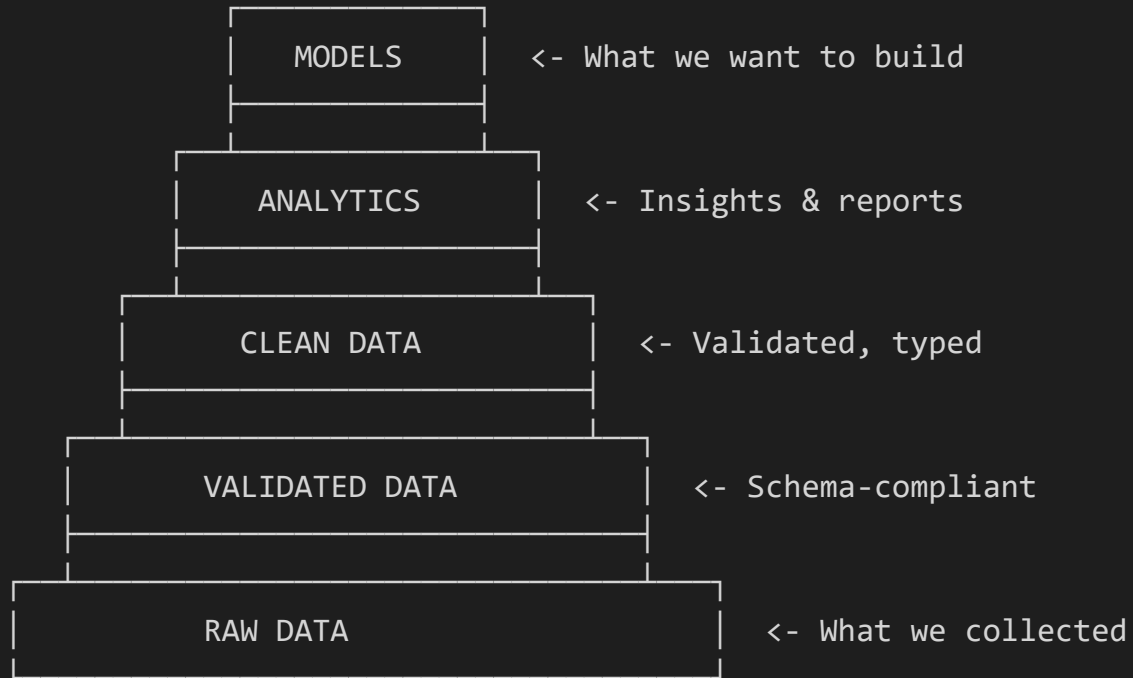 MODELS <- What we want to build
ANALYTICS <- Insights & reports
CLEAN DATA <- Validated, typed
VALIDATED DATA <- Schema-compliant
RAW DATA <- What we collected